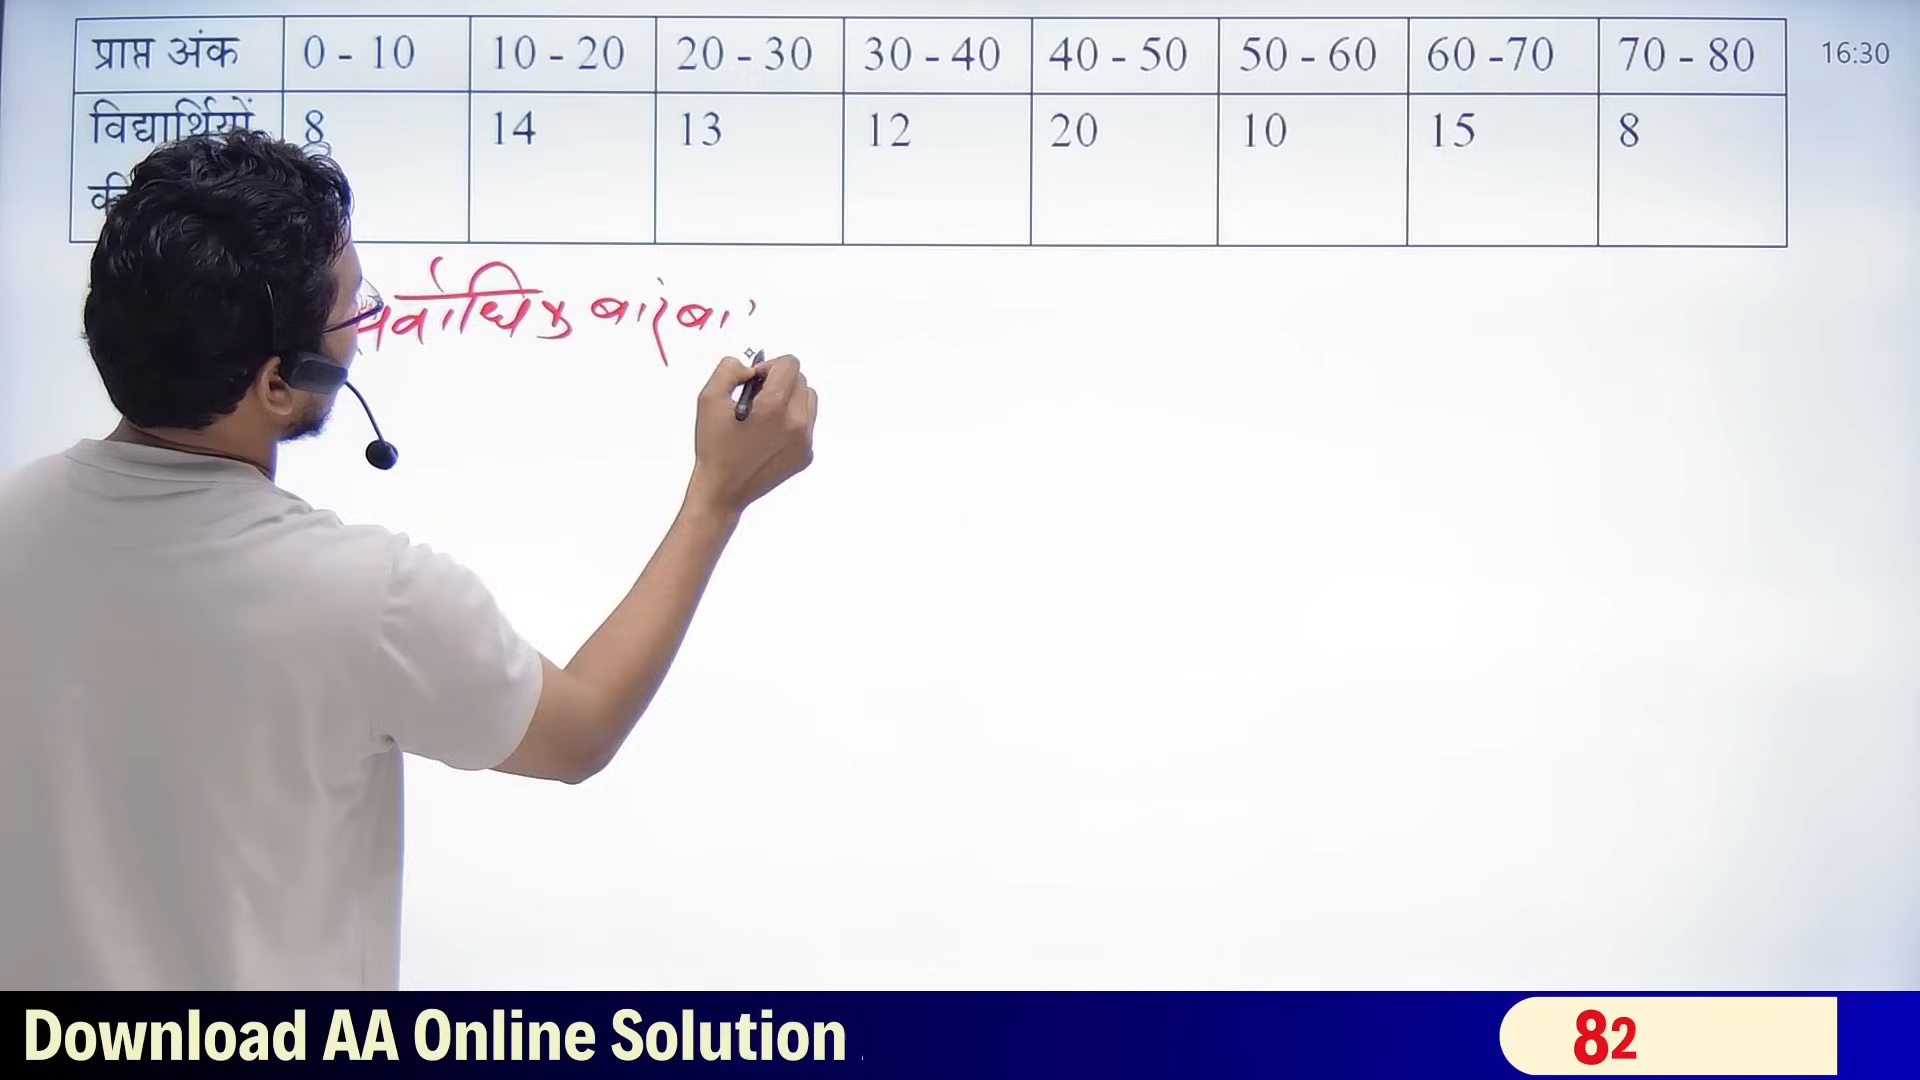 प्राप्त अंक 0 - 10 10 - 20 20 - 30 30 - 40 40 - 50 50 - 60 60 -70 70 - 80 16:30
विद्यार्थियों 8 14 13 12 20 10 15 8
सर्वाधिक बारंबा
Download AA Online Solution
82